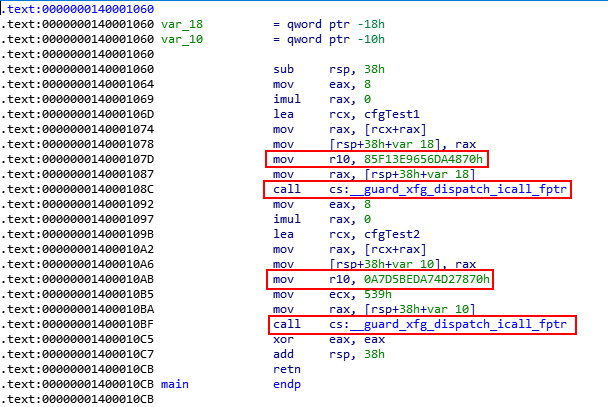 .text:0000000140001060
.text:0000000140001060 var_18 = qword ptr -18h
.text:0000000140001060 var_10 = qword ptr -10h
.text:0000000140001060
.text:0000000140001060 sub rsp, 38h
.text:0000000140001064 mov eax, 8
.text:0000000140001069 imul rax, 0
.text:000000014000106D lea rcx, cfgTest1
.text:0000000140001074 mov rax, [rcx+rax]
.text:0000000140001078 mov [rsp+38h+var_18], rax
.text:000000014000107D mov r10, 85F13E9656DA4870h
.text:0000000140001087 mov rax, [rsp+38h+var_18]
.text:000000014000108C call cs:__guard_xfg_dispatch_icall_fptr
.text:0000000140001092 mov eax, 8
.text:0000000140001097 imul rax, 0
.text:000000014000109B lea rcx, cfgTest2
.text:00000001400010A2 mov rax, [rcx+rax]
.text:00000001400010A6 mov [rsp+38h+var_10], rax
.text:00000001400010AB mov r10, 0A7D5BEDA74D27870h
.text:00000001400010B5 mov ecx, 539h
.text:00000001400010BA mov rax, [rsp+38h+var_10]
.text:00000001400010BF call cs:__guard_xfg_dispatch_icall_fptr
.text:00000001400010C5 xor eax, eax
.text:00000001400010C7 add rsp, 38h
.text:00000001400010CB retn
.text:00000001400010CB main endp
.text:00000001400010CB